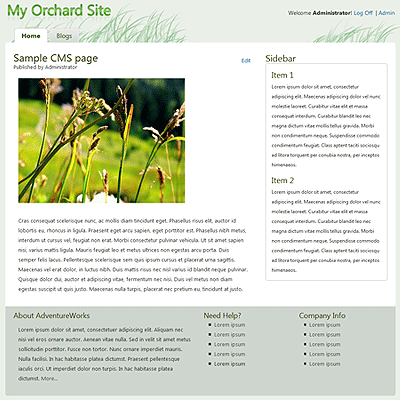 My Orchard Site
Welcome Administrator! Log Off | Admin
Home Blogs
Sample CMS page
Published by Administrator
Edit
Cras consequat scelerisque nunc, ac mollis diam tincidunt eget. Phasellus risus elit, auctor id
lobortis eu, rhoncus in ligula. Praesent eget arcu sapien, eget porttitor est. Phasellus nibh metus,
interdum ut cursus vel, feugiat non erat. Morbi consectetur pulvinar vehicula. Ut sit amet sapien
nisi, varius mattis ligula. Mauris feugiat leo et metus ultrices non egestas arcu porta. Duis
semper felis lacus. Pellentesque scelerisque sem quis ipsum cursus et placerat urna sagittis.
Maecenas vel erat dolor, in luctus nibh. Duis mattis risus nec nisl varius id blandit neque pulvinar.
Quisque dolor dui, auctor et adipiscing vitae, fermentum nec nisi. Duis vel metus non diam
egestas suscipit ut quis justo. Maecenas nulla turpis, placerat nec pretium eu, tincidunt at justo.
Sidebar
Item 1
Lorem ipsum dolor sit amet, consectetur
adipiscing elit. Maecenas adipiscing dolor vel nunc
molestie laoreet. Curabitur vitae elit et massa
consequat interdum. Curabitur blandit leo nec
magna dictum vitae mollis tellus gravida. Morbi
non condimentum nunc. Suspendisse commodo
condimentum feugiat. Class aptent taciti sociosqu
ad litora torquent per conubia nostra, per inceptos
himenaeos.
Item 2
Lorem ipsum dolor sit amet, consectetur
adipiscing elit. Maecenas adipiscing dolor vel nunc
molestie laoreet. Curabitur vitae elit et massa
consequat interdum. Curabitur blandit leo nec
magna dictum vitae mollis tellus gravida. Morbi
non condimentum nunc. Suspendisse commodo
condimentum feugiat. Class aptent taciti sociosqu
ad litora torquent per conubia nostra, per inceptos
himenaeos.
About AdventureWorks
Lorem ipsum dolor sit amet, consectetur adipiscing elit. Aliquam nec
nisi vel eros ornare auctor. Aenean vitae nulla. Sed in velit sit amet metus
sollicitudin porttitor. Fusce non tortor. Nunc ornare imperdiet mauris.
Nulla facilisi. In hac habitasse platea dictumst. Praesent pellentesque
iaculis orci. Ut imperdiet dolor non turpis. In hac habitasse platea
dictumst. More...
Need Help?
Lorem ipsum
Lorem ipsum
Lorem ipsum
Lorem ipsum
Lorem ipsum
Company Info
Lorem ipsum
Lorem ipsum
Lorem ipsum
Lorem ipsum
Lorem ipsum